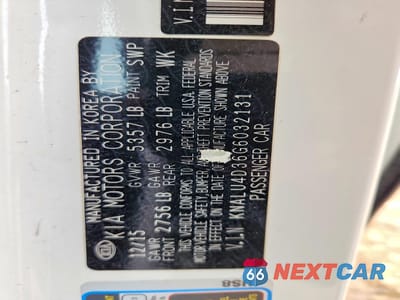 MANUFACTURED IN KOREA BY
KIA MOTORS CORPORATION
12/15 GVWR 5357 LB PAINT SWP
GAWR GAWR
FRONT 2756 LB REAR 2976 LB TRIM WK
THIS VEHICLE CONFORMS TO ALL APPLICABLE U.S.A. FEDERAL
MOTOR VEHICLE SAFETY, BUMPER, AND THEFT PREVENTION STANDARDS
IN EFFECT ON THE DATE OF MANUFACTURE SHOWN ABOVE
V.I.N KNALU4D36G6032131
PASSENGER CAR
V.I.N
66 NEXTCAR